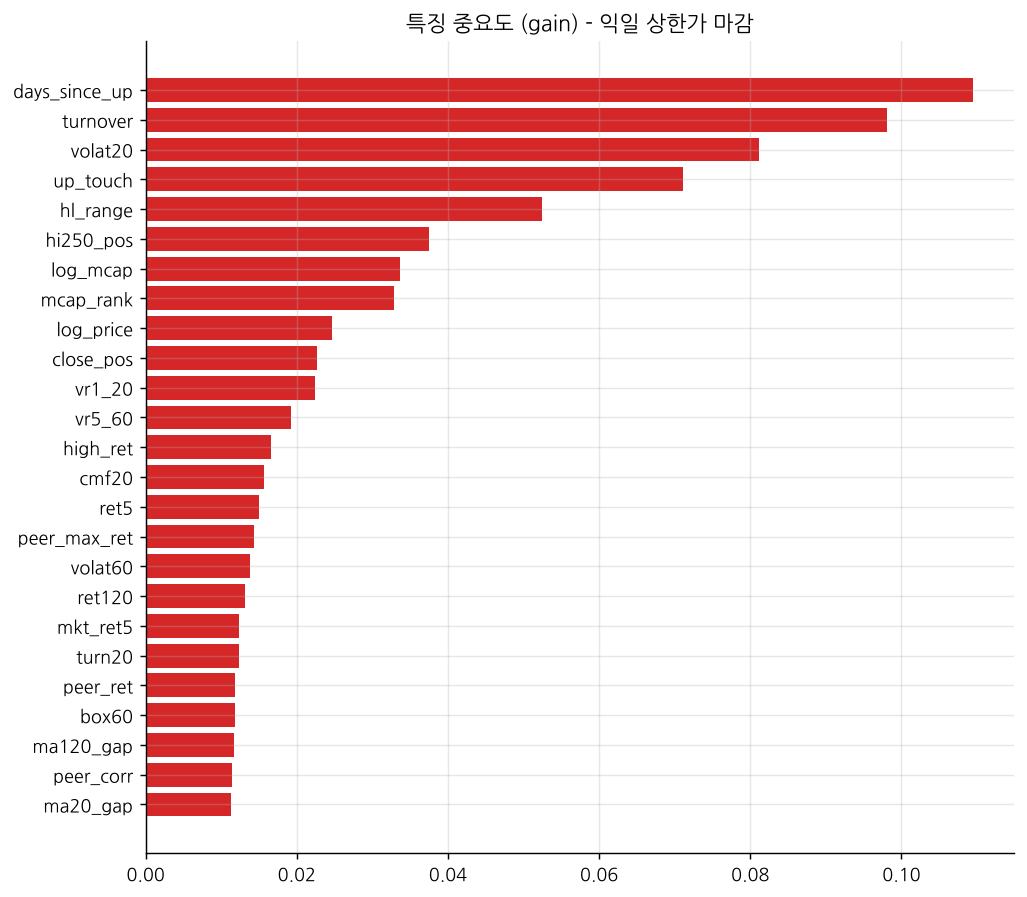 특징 중요도 (gain) - 익일 상한가 마감
days_since_up
turnover
volat20
up_touch
hl_range
hi250_pos
log_mcap
mcap_rank
log_price
close_pos
vr1_20
vr5_60
high_ret
cmf20
ret5
peer_max_ret
volat60
ret120
mkt_ret5
turn20
peer_ret
box60
ma120_gap
peer_corr
ma20_gap
0.00 0.02 0.04 0.06 0.08 0.10